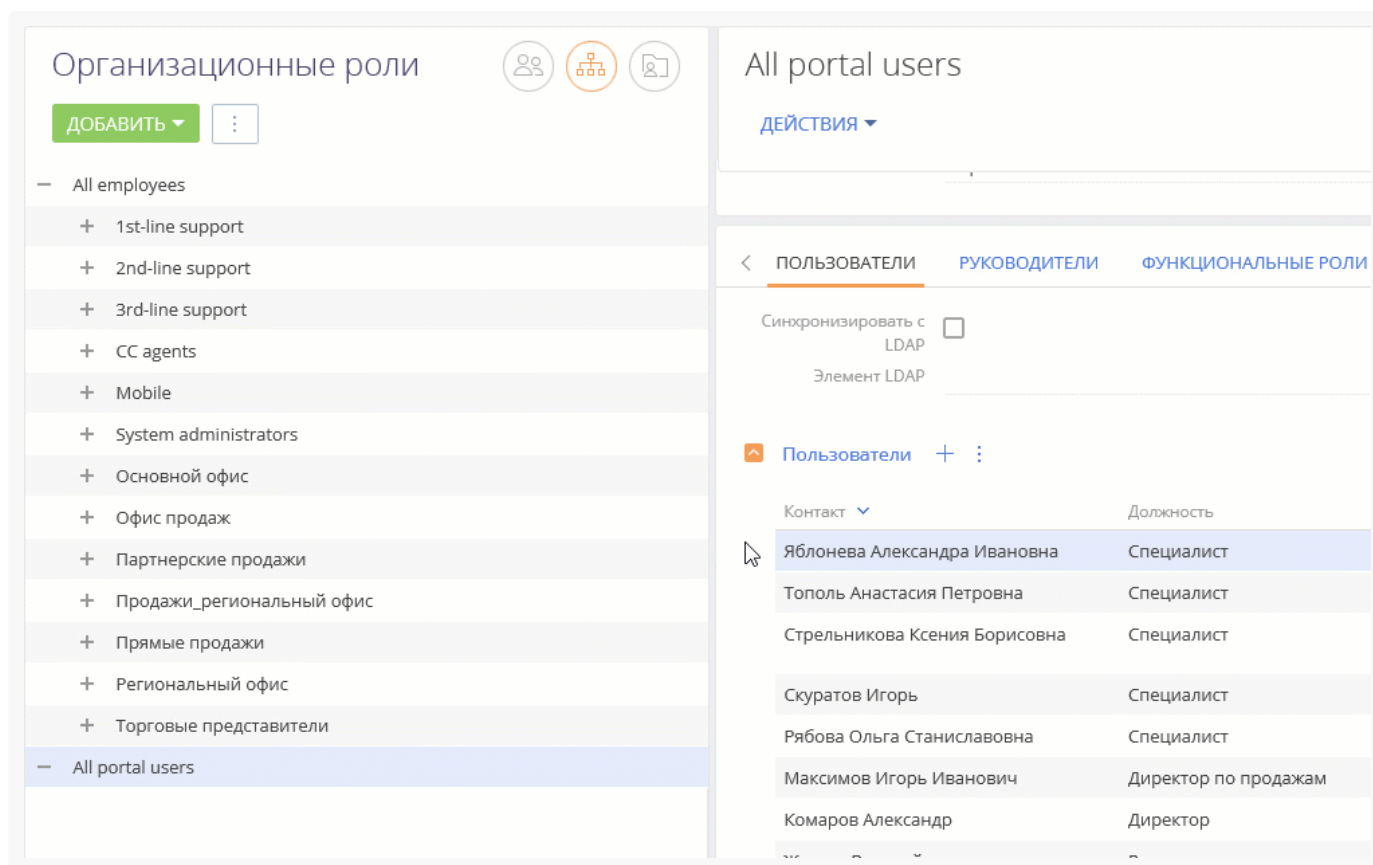 Организационные роли
ДОБАВИТЬ
All employees
1st-line support
2nd-line support
3rd-line support
CC agents
Mobile
System administrators
Основной офис
Офис продаж
Партнерские продажи
Продажи_региональный офис
Прямые продажи
Региональный офис
Торговые представители
All portal users
All portal users
ДЕЙСТВИЯ
ПОЛЬЗОВАТЕЛИ РУКОВОДИТЕЛИ ФУНКЦИОНАЛЬНЫЕ РОЛИ
Синхронизировать с
LDAP
Элемент LDAP
Пользователи
Контакт Должность
Яблонева Александра Ивановна Специалист
Тополь Анастасия Петровна Специалист
Стрельникова Ксения Борисовна Специалист
Скуратов Игорь Специалист
Рябова Ольга Станиславовна Специалист
Максимов Игорь Иванович Директор по продажам
Комаров Александр Директор